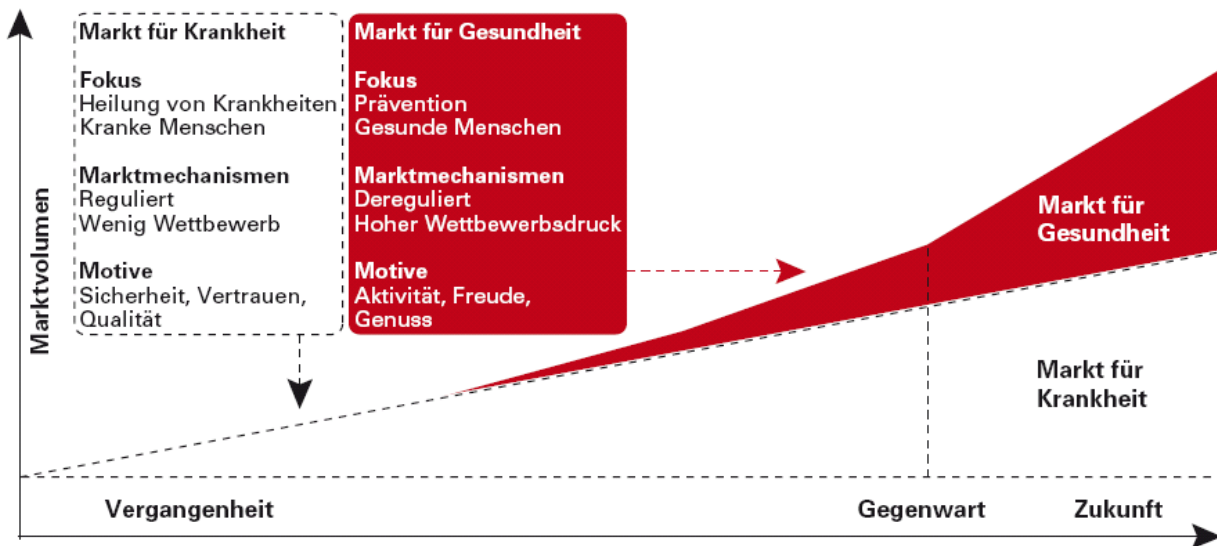 Marktvolumen
Markt für Krankheit
Fokus
Heilung von Krankheiten
Kranke Menschen
Marktmechanismen
Reguliert
Wenig Wettbewerb
Motive
Sicherheit, Vertrauen,
Qualität
Markt für Gesundheit
Fokus
Prävention
Gesunde Menschen
Marktmechanismen
Dereguliert
Hoher Wettbewerbsdruck
Motive
Aktivität, Freude,
Genuss
Markt für
Gesundheit
Markt für
Krankheit
Vergangenheit
Gegenwart
Zukunft